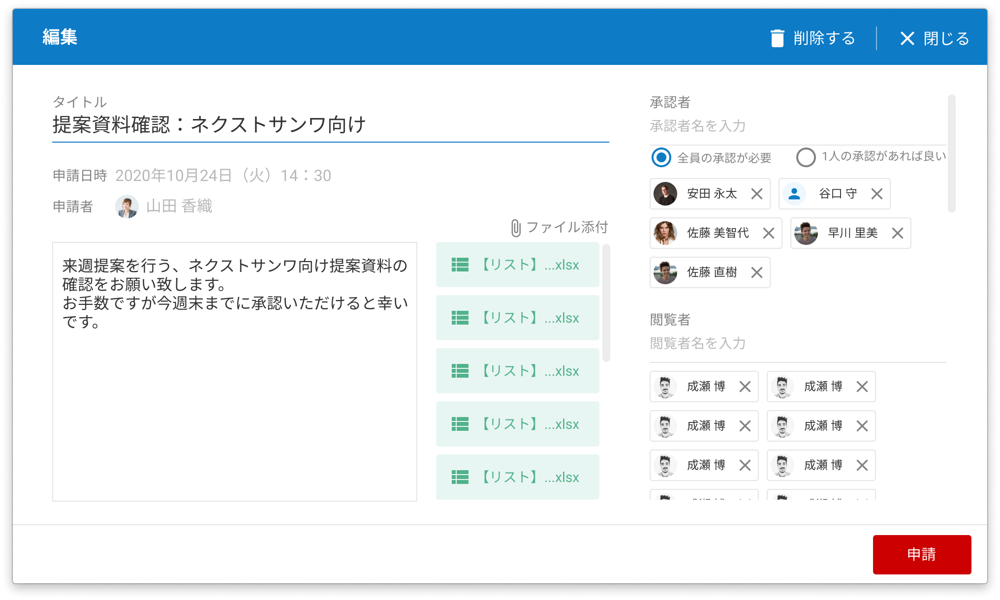 編集
削除する
閉じる
タイトル
提案資料確認：ネクストサンワ向け
申請日時 2020年10月24日（火）14：30
申請者 山田 香織
ファイル添付
来週提案を行う、ネクストサンワ向け提案資料の
確認をお願い致します。
お手数ですが今週末までに承認いただけると幸い
です。
【リスト】...xlsx
【リスト】...xlsx
【リスト】...xlsx
【リスト】...xlsx
【リスト】...xlsx
承認者
承認者名を入力
全員の承認が必要
1人の承認があれば良い
安田 永太
谷口 守
佐藤 美智代
早川 里美
佐藤 直樹
閲覧者
閲覧者名を入力
成瀬 博
成瀬 博
成瀬 博
成瀬 博
成瀬 博
成瀬 博
申請